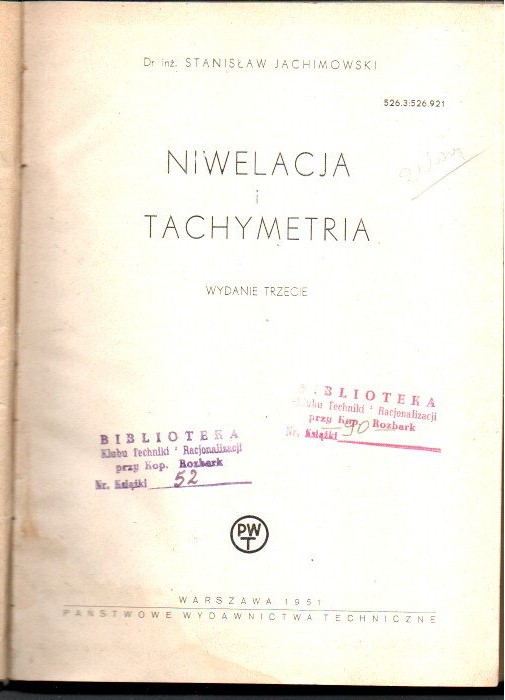 Dr inż. STANISŁAW JACHIMOWSKI
526.3:526.921
NIWELACJA
i
TACHYMETRIA
WYDANIE TRZECIE
BIBLIOTEKA
Klubu Techniki i Racjonalizacji
przy Kop. Rozbark
Nr. Książki 90
BIBLIOTEKA
Klubu Techniki i Racjonalizacji
przy Kop. Rozbark
Nr. Książki 52
PWT
WARSZAWA 1951
PAŃSTWOWE WYDAWNICTWA TECHNICZNE